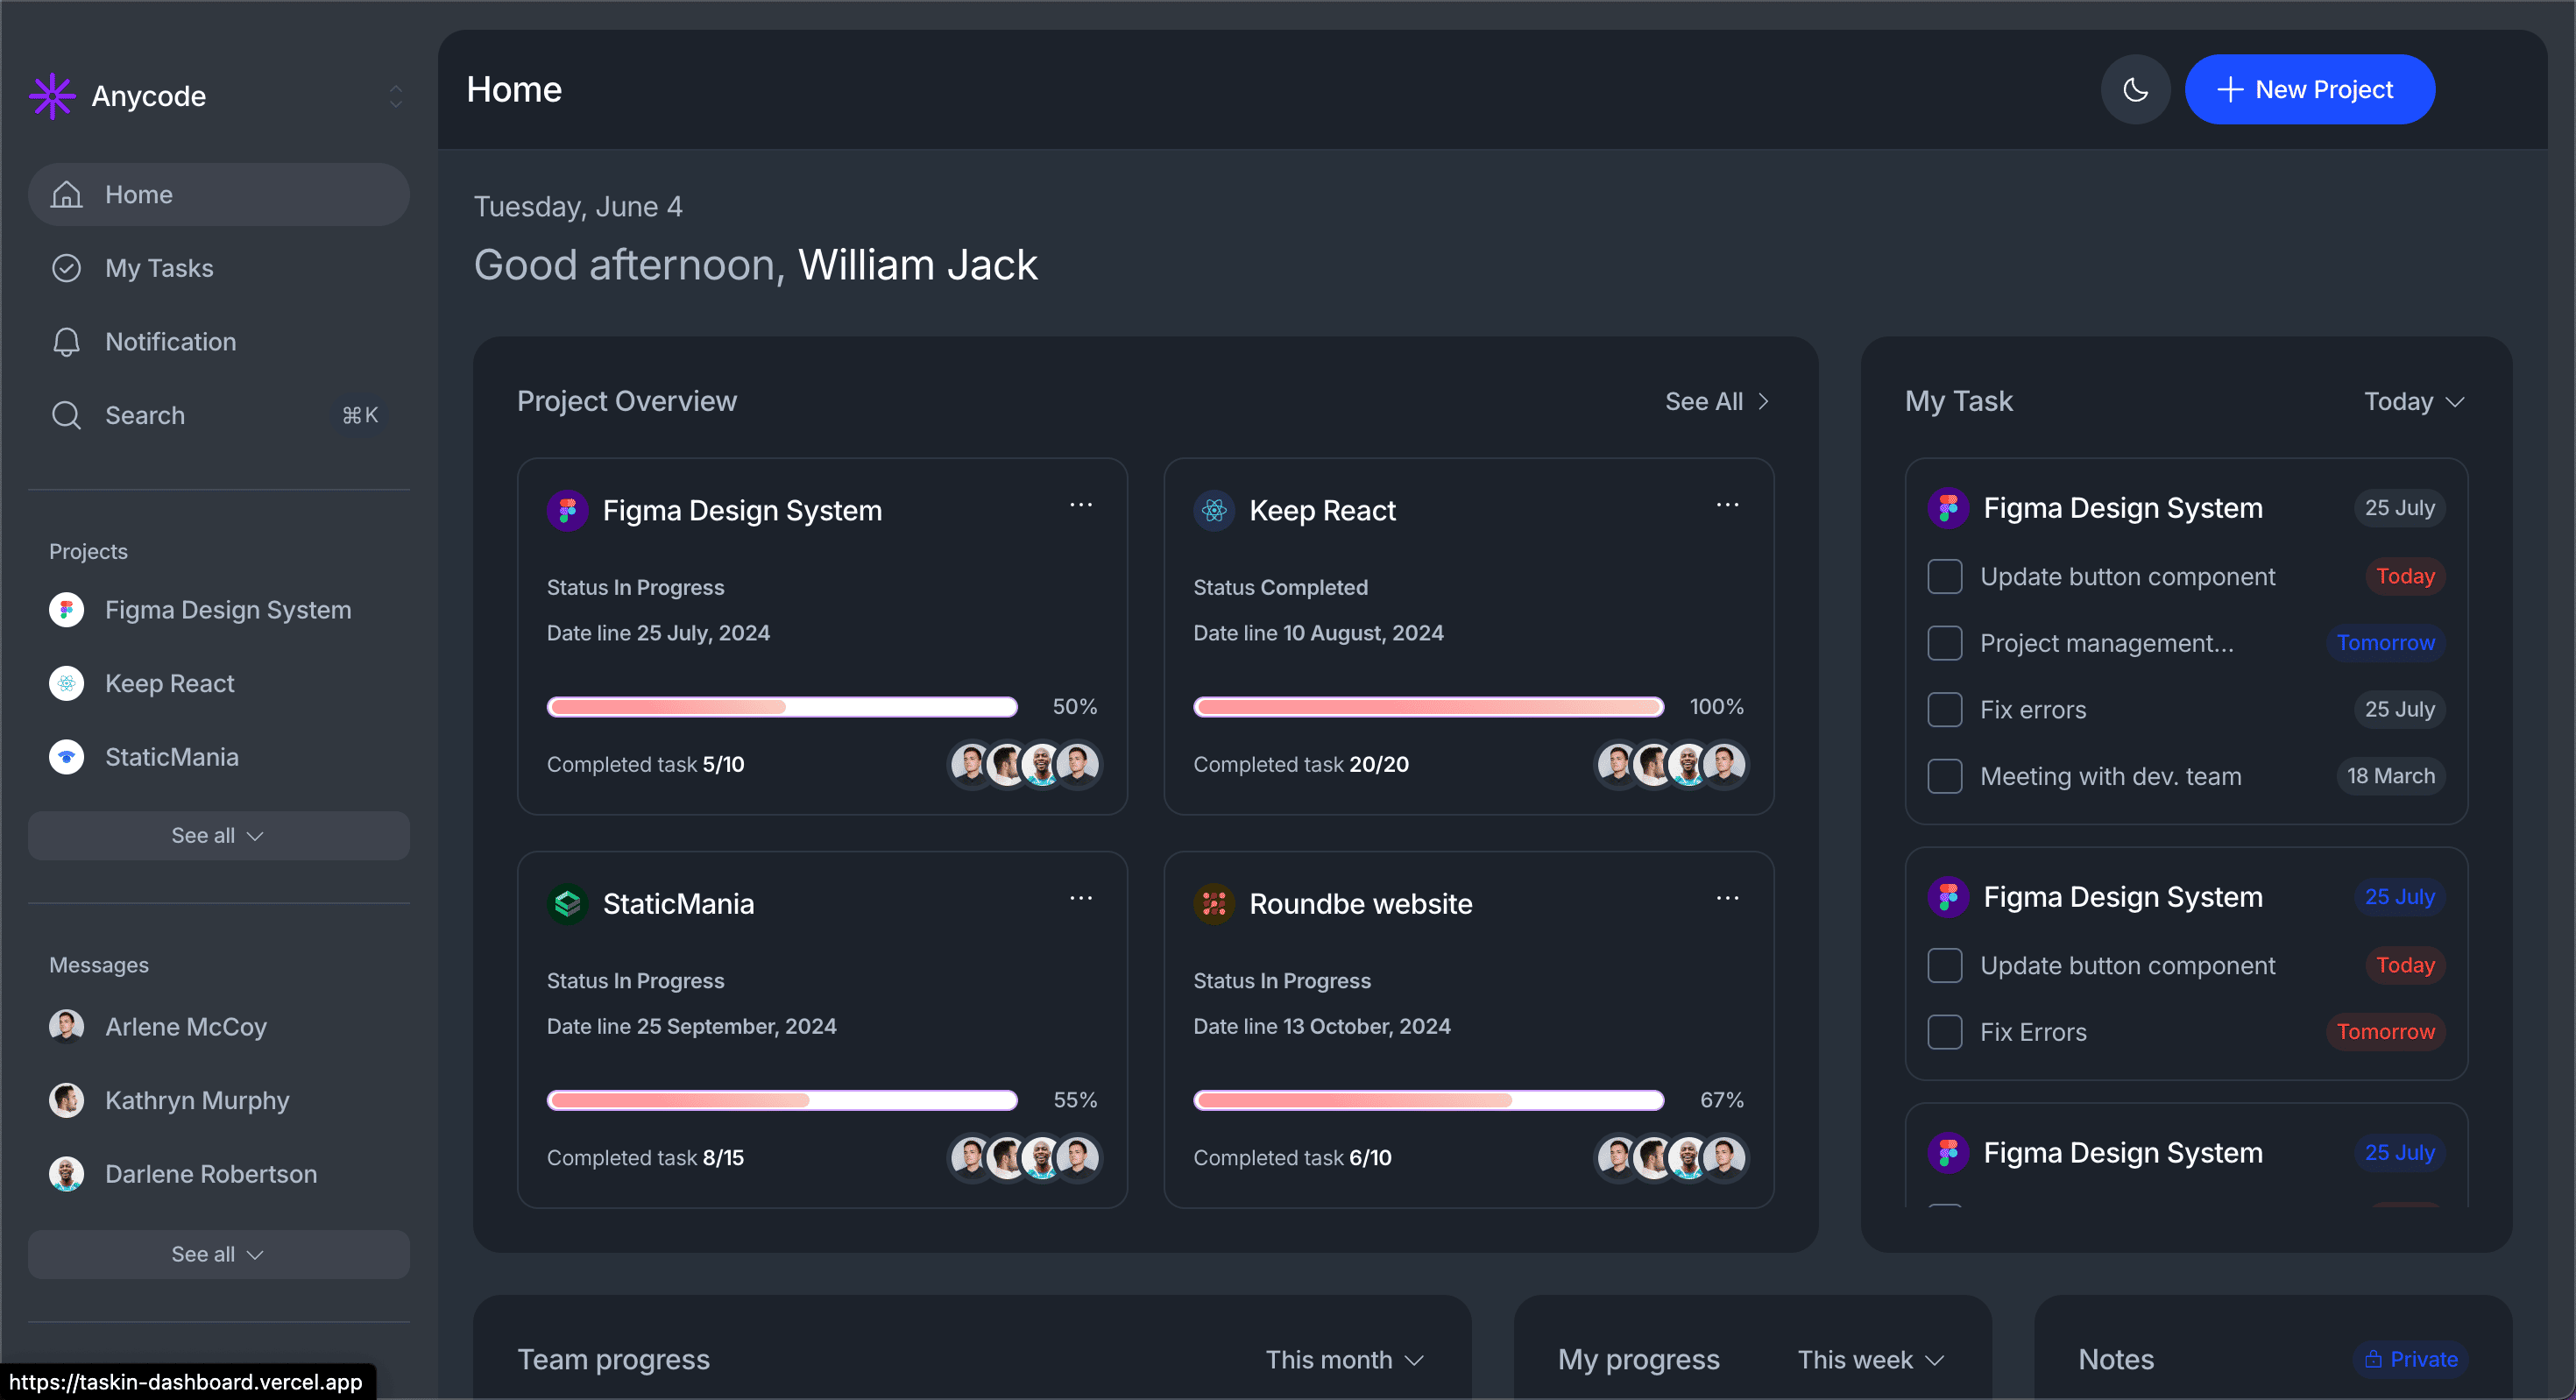 Anycode
Home
My Tasks
Notification
Search
⌘K
Projects
Figma Design System
Keep React
StaticMania
See all
Messages
Arlene McCoy
Kathryn Murphy
Darlene Robertson
See all
https://taskin-dashboard.vercel.app
Home
New Project
Tuesday, June 4
Good afternoon, William Jack
Project Overview
See All
Figma Design System
...
Status In Progress
Date line 25 July, 2024
50%
Completed task 5/10
Keep React
...
Status Completed
Date line 10 August, 2024
100%
Completed task 20/20
StaticMania
...
Status In Progress
Date line 25 September, 2024
55%
Completed task 8/15
Roundbe website
...
Status In Progress
Date line 13 October, 2024
67%
Completed task 6/10
My Task
Today
Figma Design System 25 July
Update button component Today
Project management... Tomorrow
Fix errors 25 July
Meeting with dev. team 18 March
Figma Design System 25 July
Update button component Today
Fix Errors Tomorrow
Figma Design System 25 July
Team progress
This month
My progress
This week
Notes
Private